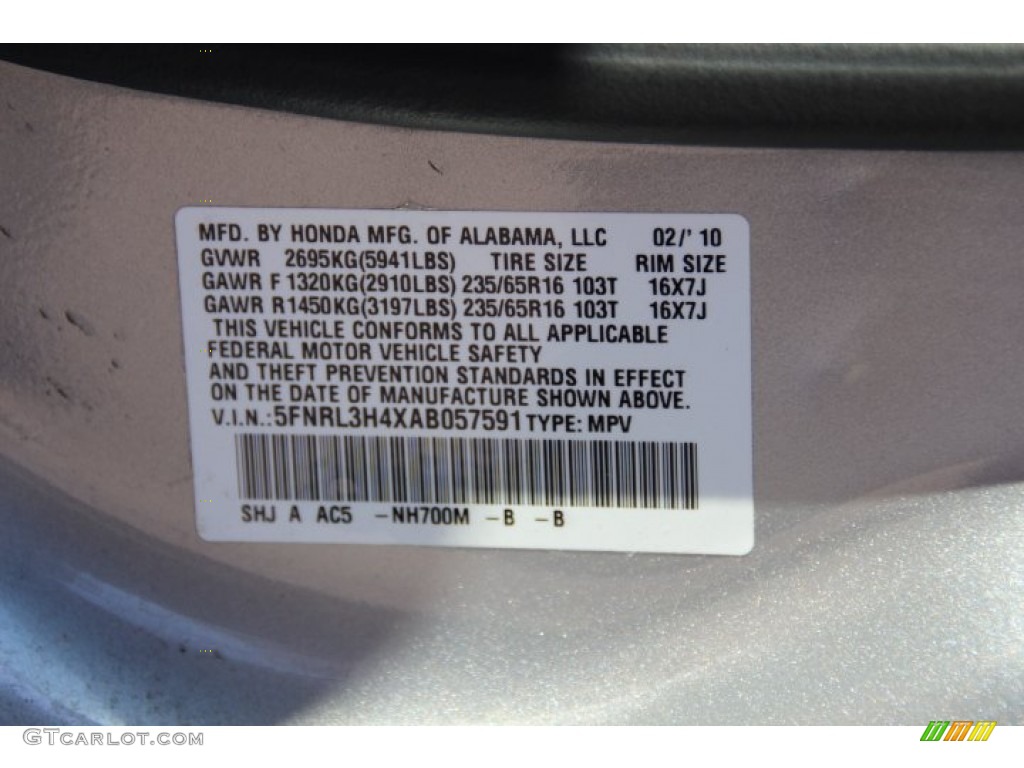 MFD. BY HONDA MFG. OF ALABAMA, LLC 02/' 10
GVWR 2695KG(5941LBS) TIRE SIZE RIM SIZE
GAWR F 1320KG(2910LBS) 235/65R16 103T 16X7J
GAWR R1450KG(3197LBS) 235/65R16 103T 16X7J
THIS VEHICLE CONFORMS TO ALL APPLICABLE
FEDERAL MOTOR VEHICLE SAFETY
AND THEFT PREVENTION STANDARDS IN EFFECT
ON THE DATE OF MANUFACTURE SHOWN ABOVE.
V.I.N.:5FNRL3H4XAB057591 TYPE: MPV
SHJ A AC5 -NH700M -B -B
GTCARLOT.COM